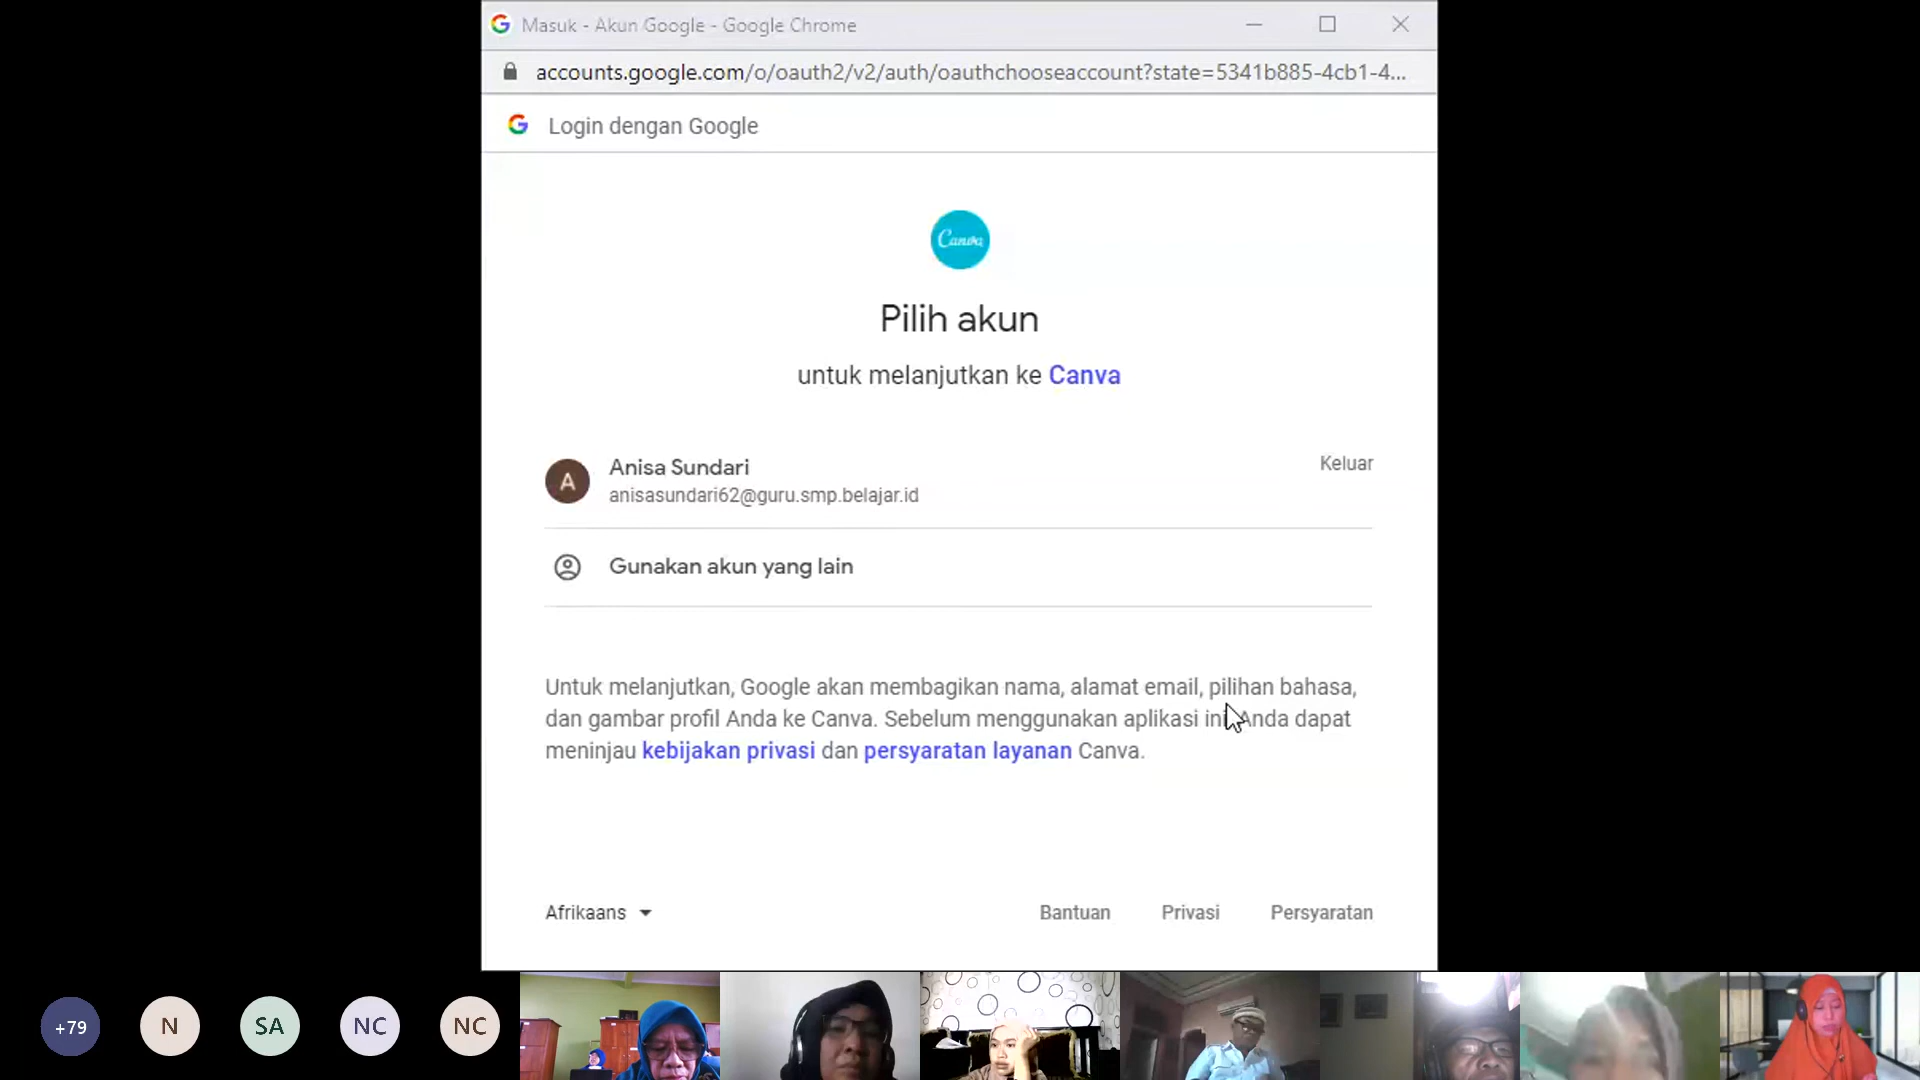 Masuk - Akun Google - Google Chrome
accounts.google.com/o/oauth2/v2/auth/oauthchooseaccount?state=5341b885-4cb1-4...
Login dengan Google
Canva
Pilih akun
untuk melanjutkan ke Canva
A
Anisa Sundari
Keluar
anisasundari62@guru.smp.belajar.id
Gunakan akun yang lain
Untuk melanjutkan, Google akan membagikan nama, alamat email, pilihan bahasa,
dan gambar profil Anda ke Canva. Sebelum menggunakan aplikasi ini, Anda dapat
meninjau kebijakan privasi dan persyaratan layanan Canva.
Afrikaans
Bantuan
Privasi
Persyaratan
+79
N
SA
NC
NC